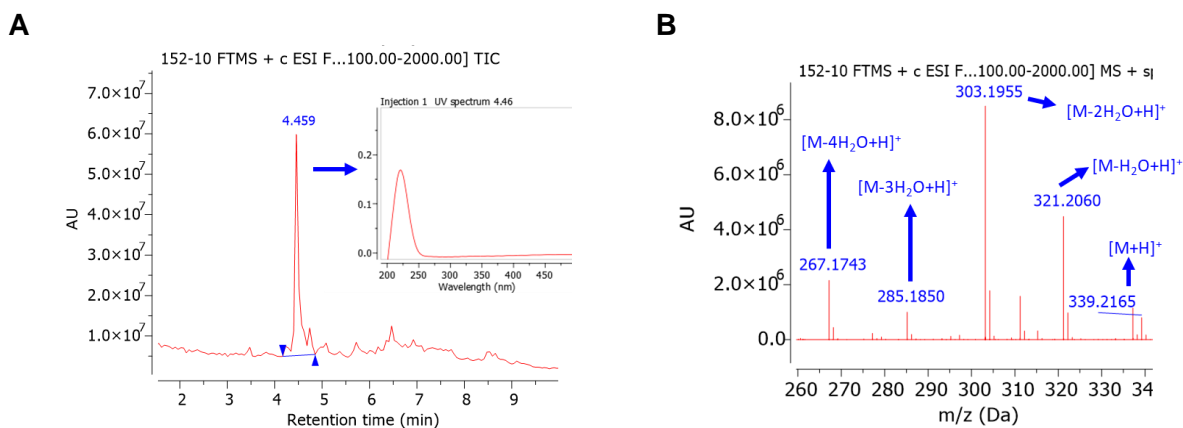 A
152-10 FTMS + c ESI F...100.00-2000.00] TIC
7.0×10⁷
6.0×10⁷
5.0×10⁷
4.0×10⁷
3.0×10⁷
2.0×10⁷
1.0×10⁷
AU
4.459
Injection 1 UV spectrum 4.46
0.2
0.1
0.0
200 250 300 350 400 450
Wavelength (nm)
2 3 4 5 6 7 8 9
Retention time (min)
B
152-10 FTMS + c ESI F...100.00-2000.00] MS + s
303.1955
[M-2H₂O+H]⁺
[M-4H₂O+H]⁺
[M-3H₂O+H]⁺
[M-H₂O+H]⁺
321.2060
[M+H]⁺
267.1743
285.1850
339.2165
8.0×10⁶
6.0×10⁶
4.0×10⁶
2.0×10⁶
0.0
AU
260 270 280 290 300 310 320 330 34
m/z (Da)